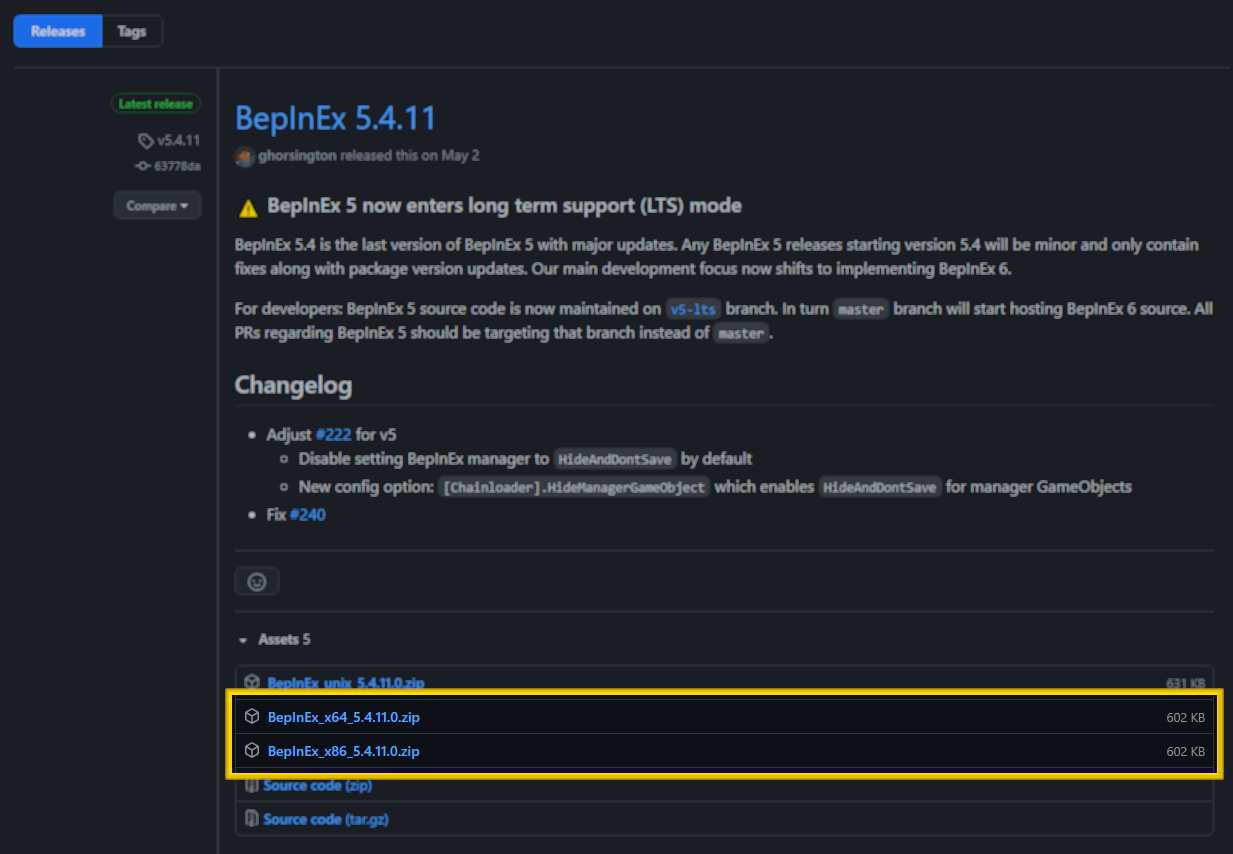 Releases Tags
Latest release
v5.4.11
63778da
Compare
BepInEx 5.4.11
ghorsington released this on May 2
BepInEx 5 now enters long term support (LTS) mode
BepInEx 5.4 is the last version of BepInEx 5 with major updates. Any BepInEx 5 releases starting version 5.4 will be minor and only contain
fixes along with package version updates. Our main development focus now shifts to implementing BepInEx 6.
For developers: BepInEx 5 source code is now maintained on v5-lts branch. In turn master branch will start hosting BepInEx 6 source. All
PRs regarding BepInEx 5 should be targeting that branch instead of master.
Changelog
Adjust #222 for v5
Disable setting BepInEx manager to HideAndDontSave by default
New config option: [Chainloader].HideManagerGameObject which enables HideAndDontSave for manager GameObjects
Fix #240
Assets 5
BepInEx_unix_5.4.11.0.zip 631 KB
BepInEx_x64_5.4.11.0.zip 602 KB
BepInEx_x86_5.4.11.0.zip 602 KB
Source code (zip)
Source code (tar.gz)